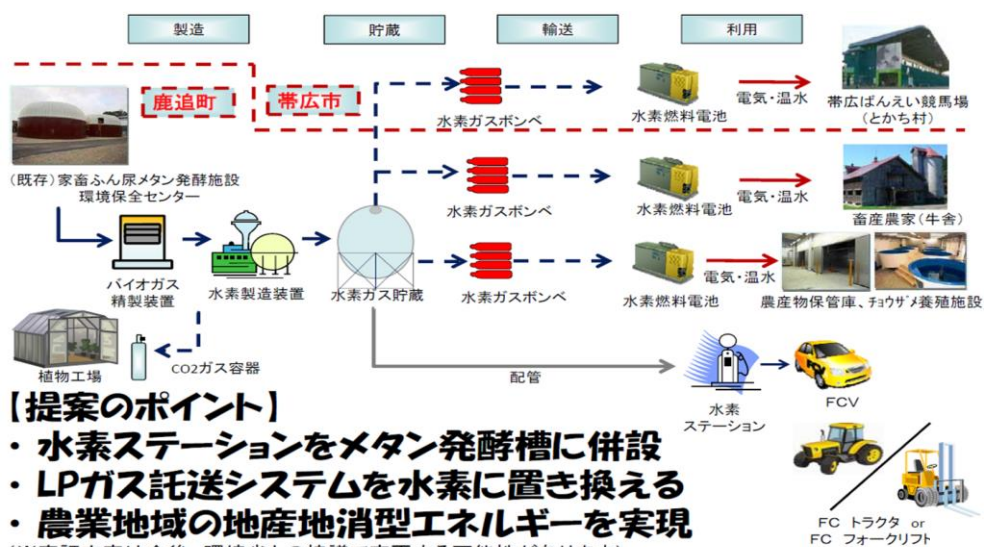 製造
貯蔵
輸送
利用
鹿追町
帯広市
水素ガスボンベ
水素燃料電池
電気・温水
帯広ばんえい競馬場
(とかち村)
(既存)家畜ふん尿メタン発酵施設
環境保全センター
水素ガスボンベ
水素燃料電池
電気・温水
畜産農家(牛舎)
バイオガス
精製装置
水素製造装置
水素ガス貯蔵
水素ガスボンベ
水素燃料電池
電気・温水
農産物保管庫、チョウザメ養殖施設
植物工場
CO2ガス容器
配管
水素
ステーション
FCV
【提案のポイント】
・ 水素ステーションをメタン発酵槽に併設
・ LPガス託送システムを水素に置き換える
・ 農業地域の地産地消型エネルギーを実現
FC トラクタ or
FC フォークリフト